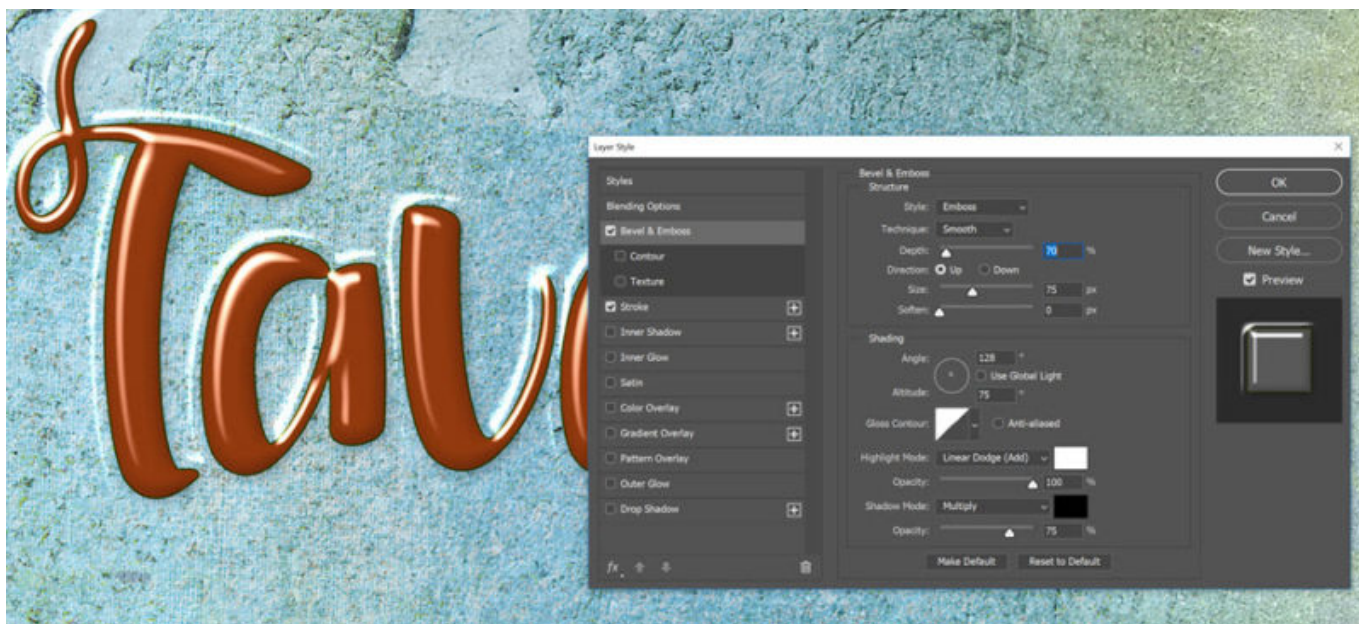 Tav
Layer Style
Styles
Blending Options
Bevel & Emboss
Contour
Texture
Stroke
Inner Shadow
Inner Glow
Satin
Color Overlay
Gradient Overlay
Pattern Overlay
Outer Glow
Drop Shadow
fx
Bevel & Emboss
Structure
Style: Emboss
Technique: Smooth
Depth: 70 %
Direction: Up Down
Size: 75 px
Soften: 0 px
Shading
Angle: 128 °
Use Global Light
Altitude: 75 °
Gloss Contour: Anti-aliased
Highlight Mode: Linear Dodge (Add)
Opacity: 100 %
Shadow Mode: Multiply
Opacity: 75 %
Make Default Reset to Default
OK
Cancel
New Style...
Preview